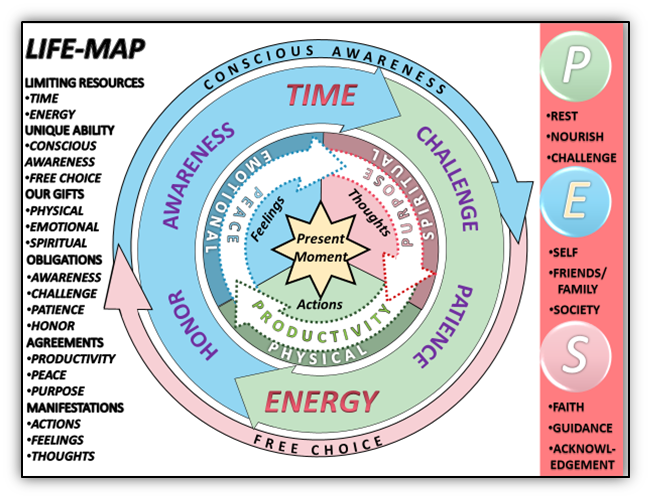 LIFE-MAP
LIMITING RESOURCES
•TIME
•ENERGY
UNIQUE ABILITY
•CONSCIOUS
AWARENESS
•FREE CHOICE
OUR GIFTS
•PHYSICAL
•EMOTIONAL
•SPIRITUAL
OBLIGATIONS
•AWARENESS
•CHALLENGE
•PATIENCE
•HONOR
AGREEMENTS
•PRODUCTIVITY
•PEACE
•PURPOSE
MANIFESTATIONS
•ACTIONS
•FEELINGS
•THOUGHTS
CONSCIOUS AWARENESS
TIME
AWARENESS
CHALLENGE
EMOTIONAL
SPIRITUAL
PEACE
PURPOSE
Feelings
Thoughts
Present
Moment
Actions
PRODUCTIVITY
PHYSICAL
HONOR
PATIENCE
ENERGY
FREE CHOICE
P
•REST
•NOURISH
•CHALLENGE
E
•SELF
•FRIENDS/
FAMILY
•SOCIETY
S
•FAITH
•GUIDANCE
•ACKNOWL-
EDGEMENT